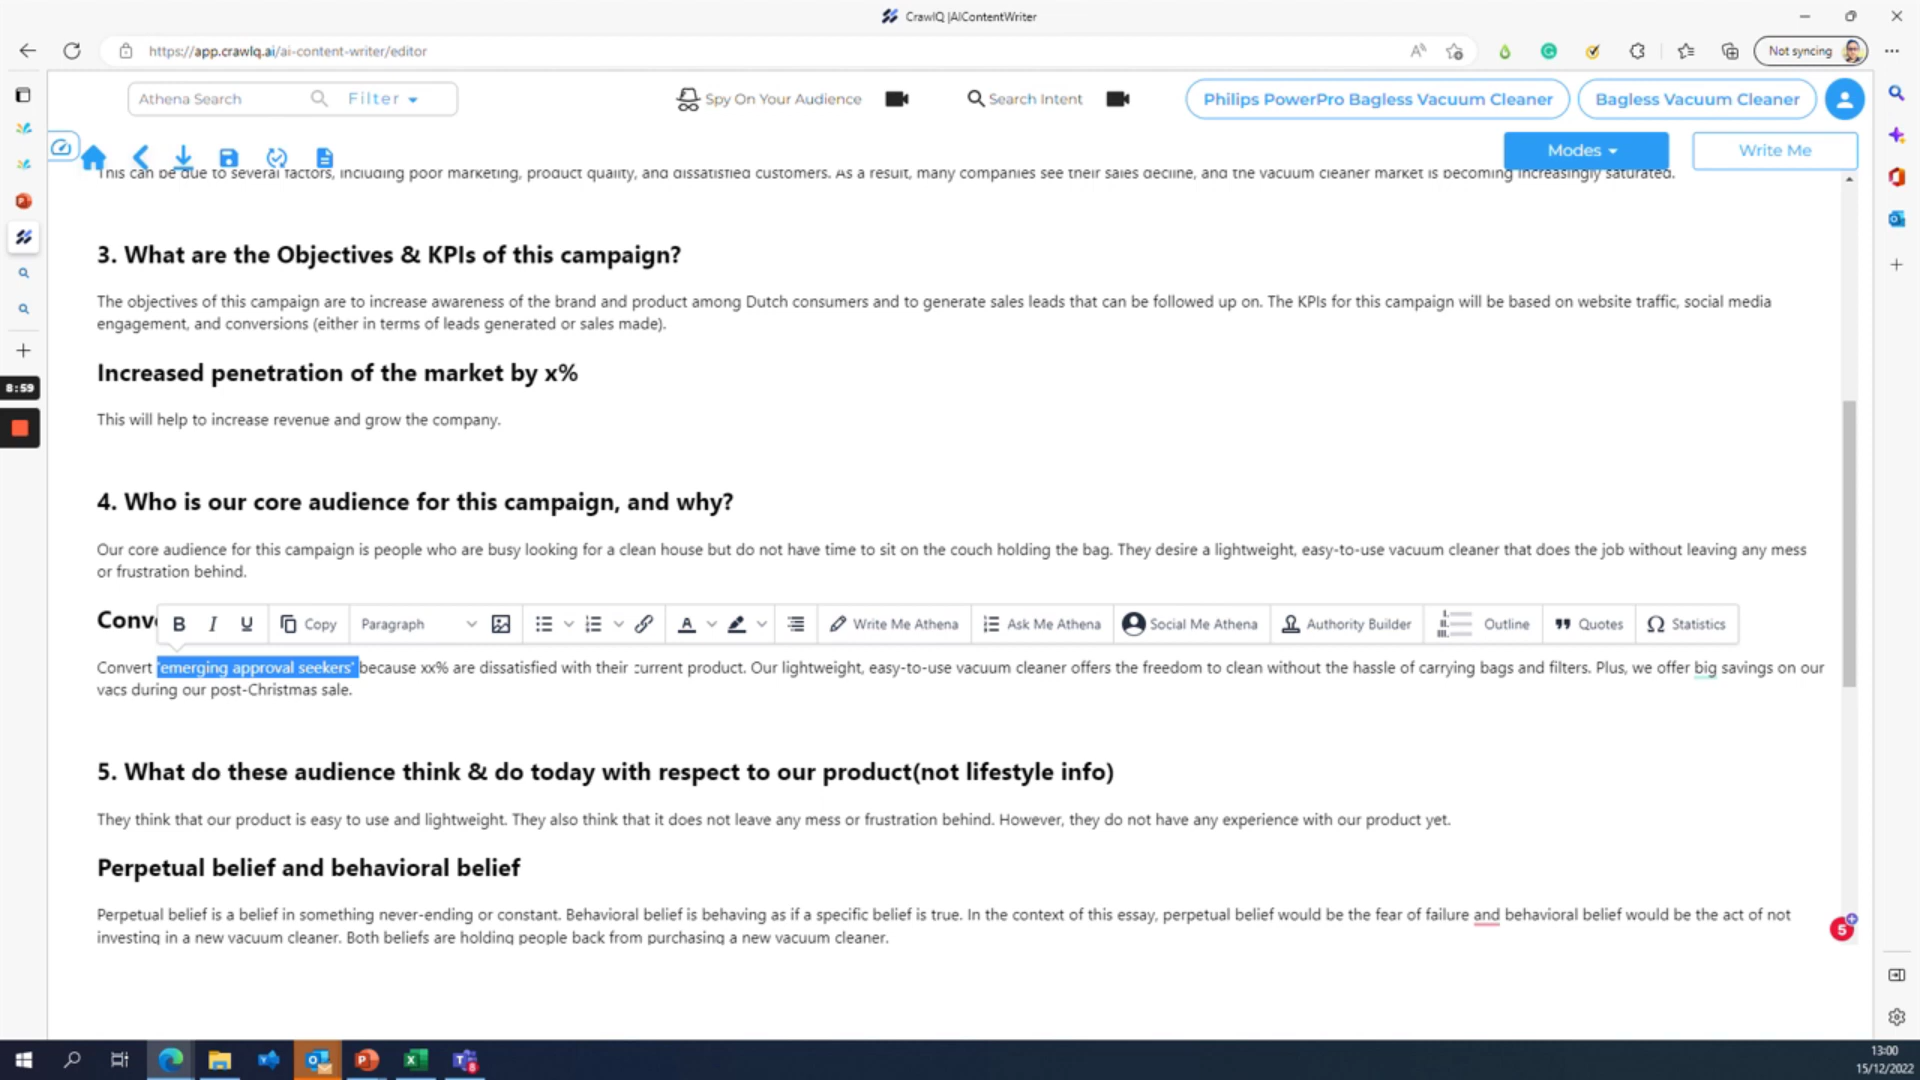 CrawlQ |AIContentWriter
https://app.crawlq.ai/ai-content-writer/editor
Not syncing
Athena Search
Filter
Spy On Your Audience
Search Intent
Philips PowerPro Bagless Vacuum Cleaner
Bagless Vacuum Cleaner
Modes
Write Me
This can be due to several factors, including poor marketing, product quality, and dissatisfied customers. As a result, many companies see their sales decline, and the vacuum cleaner market is becoming increasingly saturated.
3. What are the Objectives & KPIs of this campaign?
The objectives of this campaign are to increase awareness of the brand and product among Dutch consumers and to generate sales leads that can be followed up on. The KPIs for this campaign will be based on website traffic, social media
engagement, and conversions (either in terms of leads generated or sales made).
Increased penetration of the market by x%
8:59
This will help to increase revenue and grow the company.
4. Who is our core audience for this campaign, and why?
Our core audience for this campaign is people who are busy looking for a clean house but do not have time to sit on the couch holding the bag. They desire a lightweight, easy-to-use vacuum cleaner that does the job without leaving any mess
or frustration behind.
Conv
B I U Copy Paragraph A Write Me Athena Ask Me Athena Social Me Athena Authority Builder Outline Quotes Statistics
Convert 'emerging approval seekers' because xx% are dissatisfied with their current product. Our lightweight, easy-to-use vacuum cleaner offers the freedom to clean without the hassle of carrying bags and filters. Plus, we offer big savings on our
vacs during our post-Christmas sale.
5. What do these audience think & do today with respect to our product(not lifestyle info)
They think that our product is easy to use and lightweight. They also think that it does not leave any mess or frustration behind. However, they do not have any experience with our product yet.
Perpetual belief and behavioral belief
Perpetual belief is a belief in something never-ending or constant. Behavioral belief is behaving as if a specific belief is true. In the context of this essay, perpetual belief would be the fear of failure and behavioral belief would be the act of not
investing in a new vacuum cleaner. Both beliefs are holding people back from purchasing a new vacuum cleaner.
5
13:00
15/12/2022